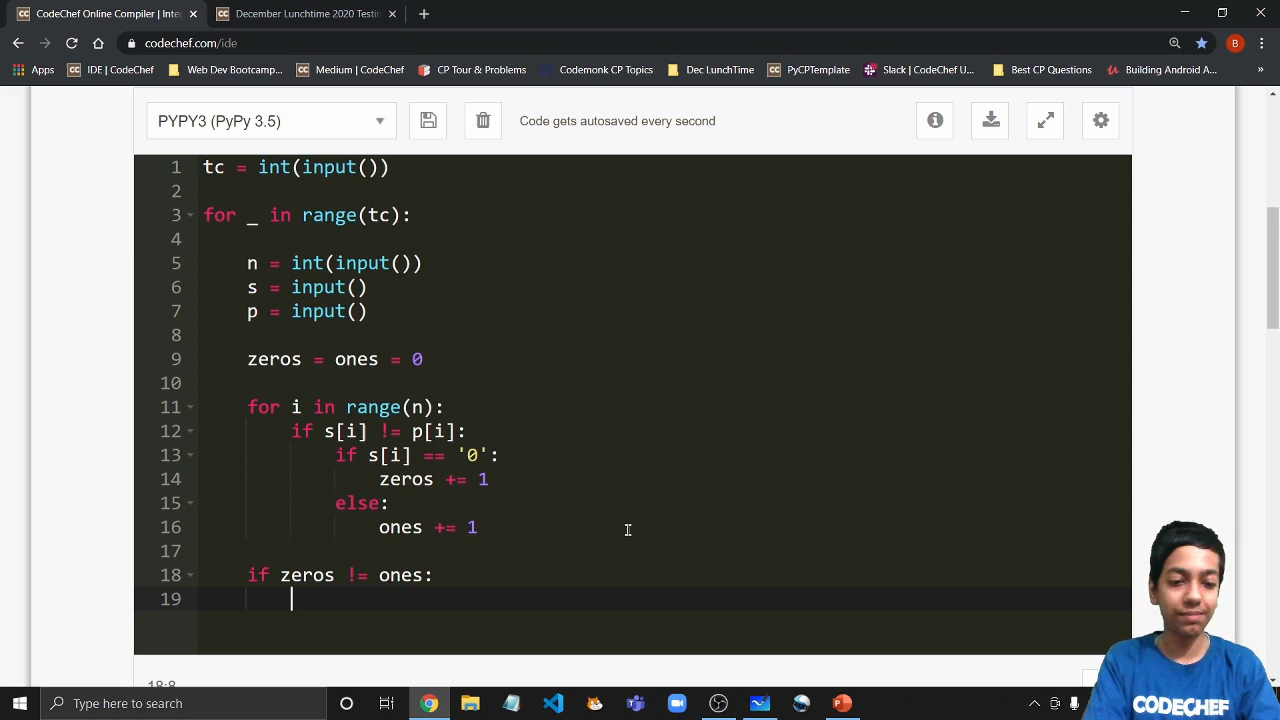 CodeChef Online Compiler | Inte
December Lunchtime 2020 Testin
codechef.com/ide
B
Apps
IDE | CodeChef
Web Dev Bootcamp...
Medium | CodeChef
CP Tour & Problems
Codemonk CP Topics
Dec LunchTime
PyCPTemplate
Slack | CodeChef U...
Best CP Questions
Building Android A...
»
PYPY3 (PyPy 3.5)
Code gets autosaved every second
1 tc = int(input())
2
3 for _ in range(tc):
4
5 n = int(input())
6 s = input()
7 p = input()
8
9 zeros = ones = 0
10
11 for i in range(n):
12 if s[i] != p[i]:
13 if s[i] == '0':
14 zeros += 1
15 else:
16 ones += 1
17
18 if zeros != ones:
19
18:8
CODECHEF
Type here to search